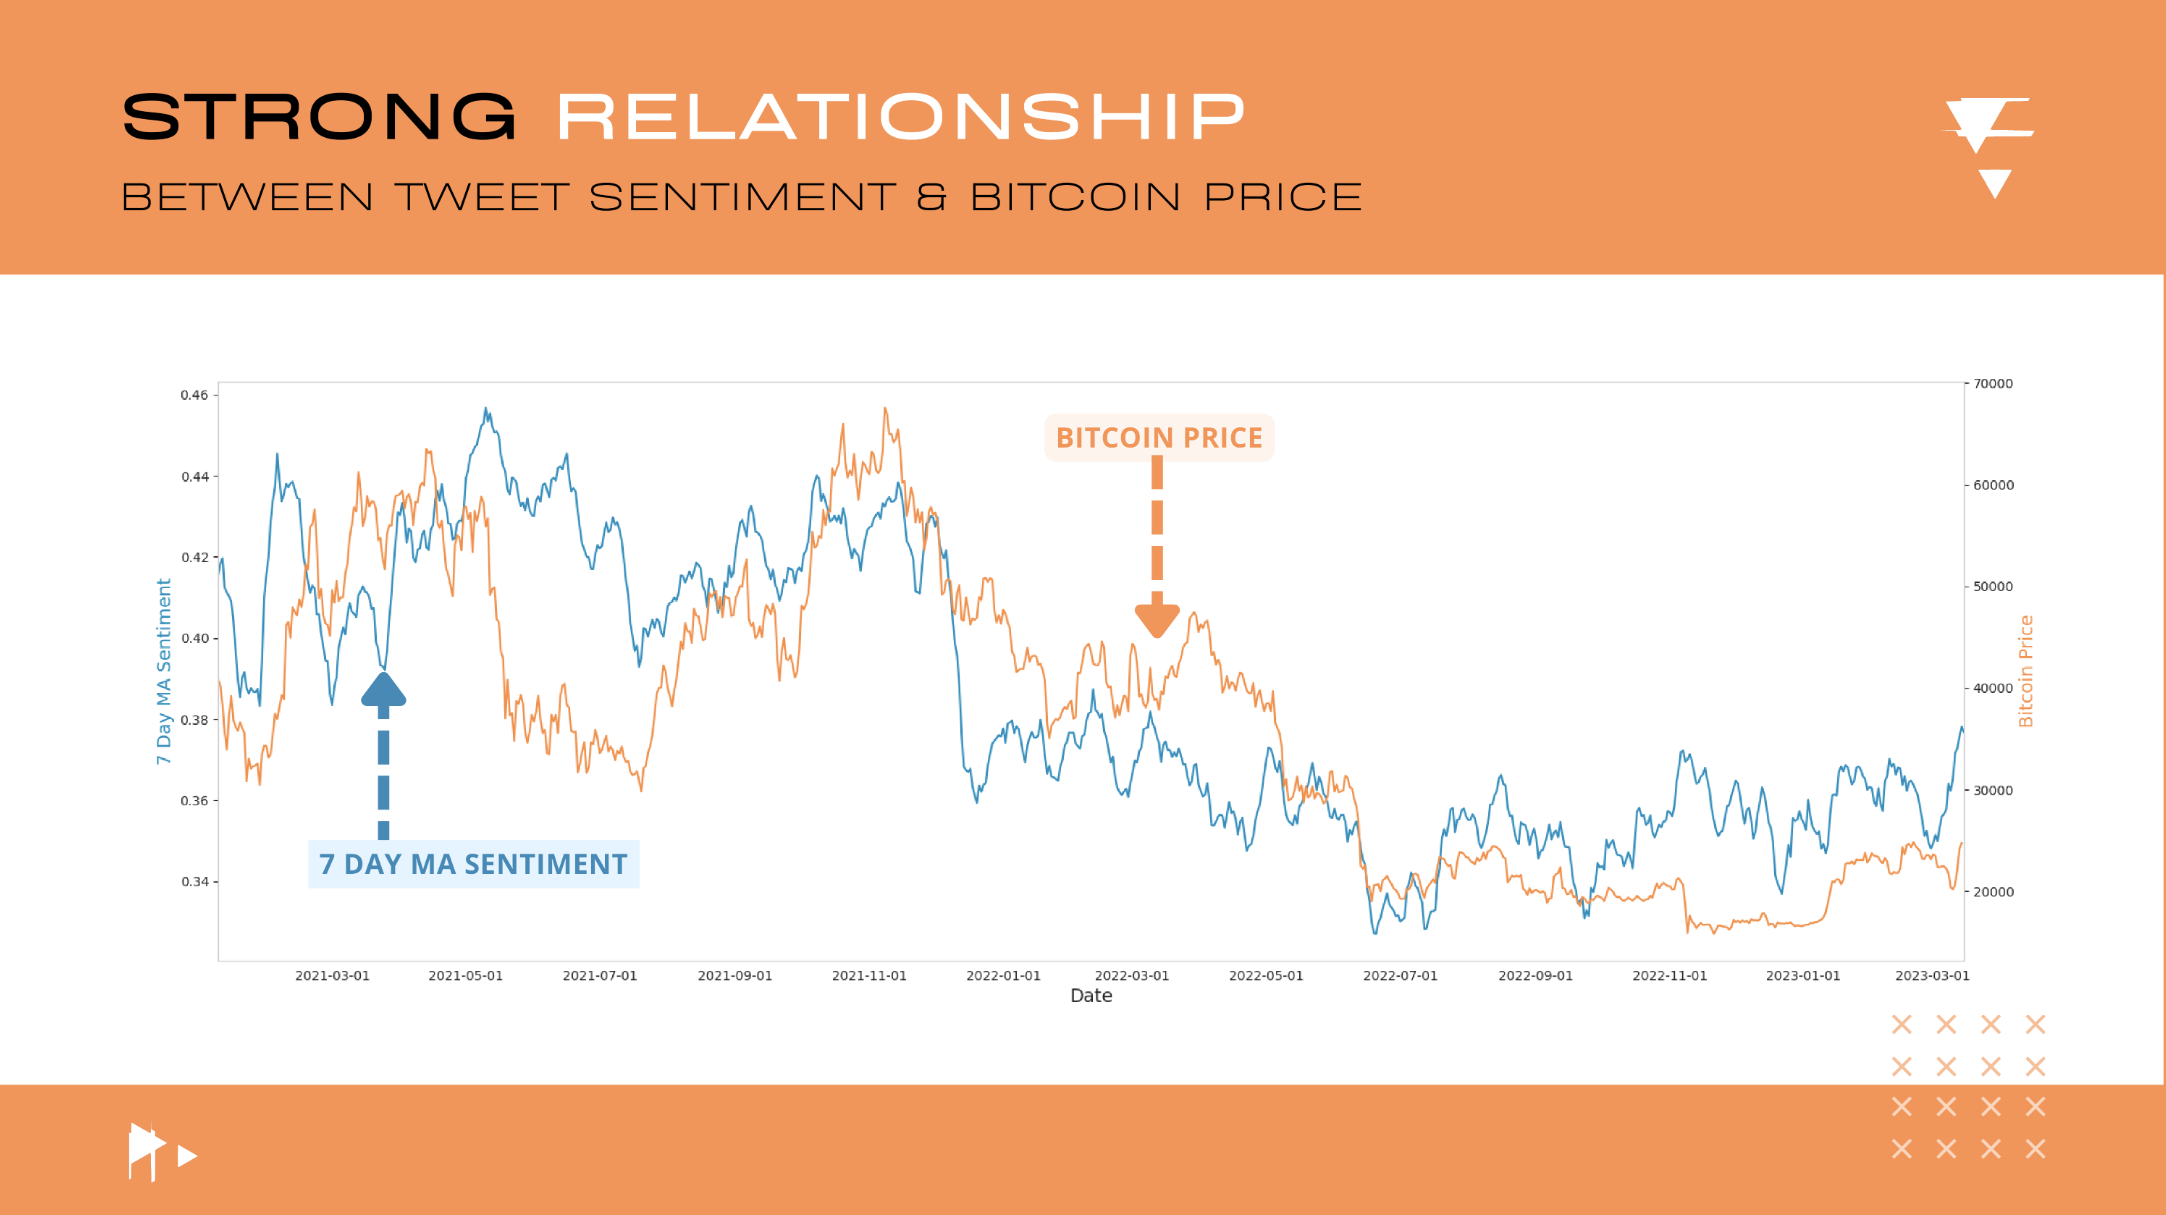 STRONG RELATIONSHIP
BETWEEN TWEET SENTIMENT & BITCOIN PRICE
0.46
0.44
0.42
0.40
0.38
0.36
0.34
7 Day MA Sentiment
BITCOIN PRICE
7 DAY MA SENTIMENT
70000
60000
50000
40000
30000
20000
Bitcoin Price
2021-03-01 2021-05-01 2021-07-01 2021-09-01 2021-11-01 2022-01-01 2022-03-01 2022-05-01 2022-07-01 2022-09-01 2022-11-01 2023-01-01 2023-03-01
Date